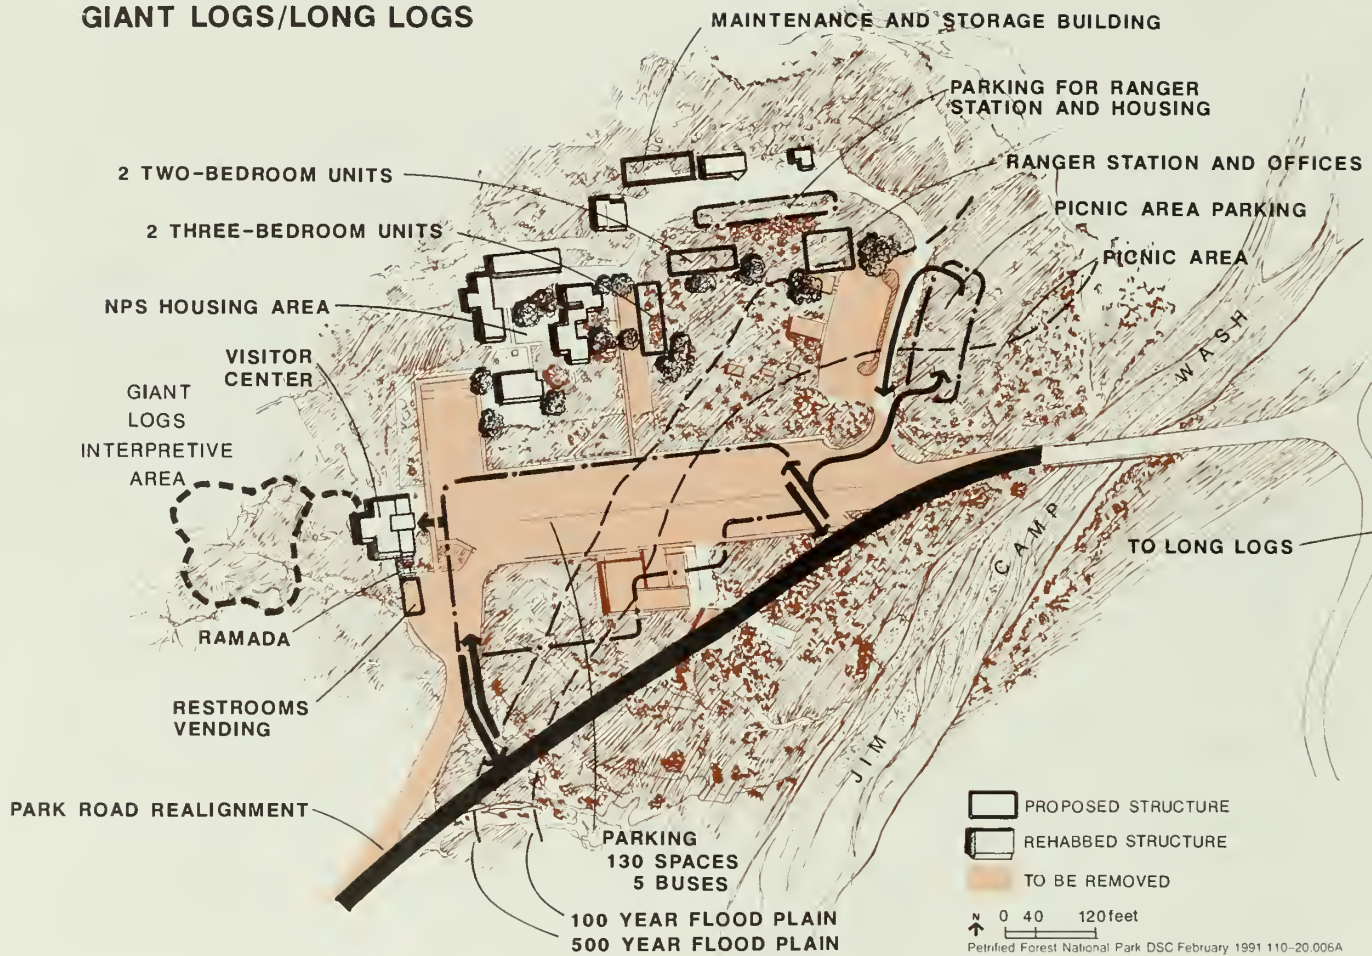 GIANT LOGS/LONG LOGS
MAINTENANCE AND STORAGE BUILDING
PARKING FOR RANGER
STATION AND HOUSING
2 TWO-BEDROOM UNITS
RANGER STATION AND OFFICES
PICNIC AREA PARKING
2 THREE-BEDROOM UNITS
PICNIC AREA
NPS HOUSING AREA
VISITOR
CENTER
GIANT
LOGS
INTERPRETIVE
AREA
WASH
CAMP
JIM
TO LONG LOGS
RAMADA
RESTROOMS
VENDING
PARK ROAD REALIGNMENT
PARKING
130 SPACES
5 BUSES
100 YEAR FLOOD PLAIN
500 YEAR FLOOD PLAIN
PROPOSED STRUCTURE
REHABBED STRUCTURE
TO BE REMOVED
N 0 40 120 feet
Petrified Forest National Park DSC February 1991 110-20.006A